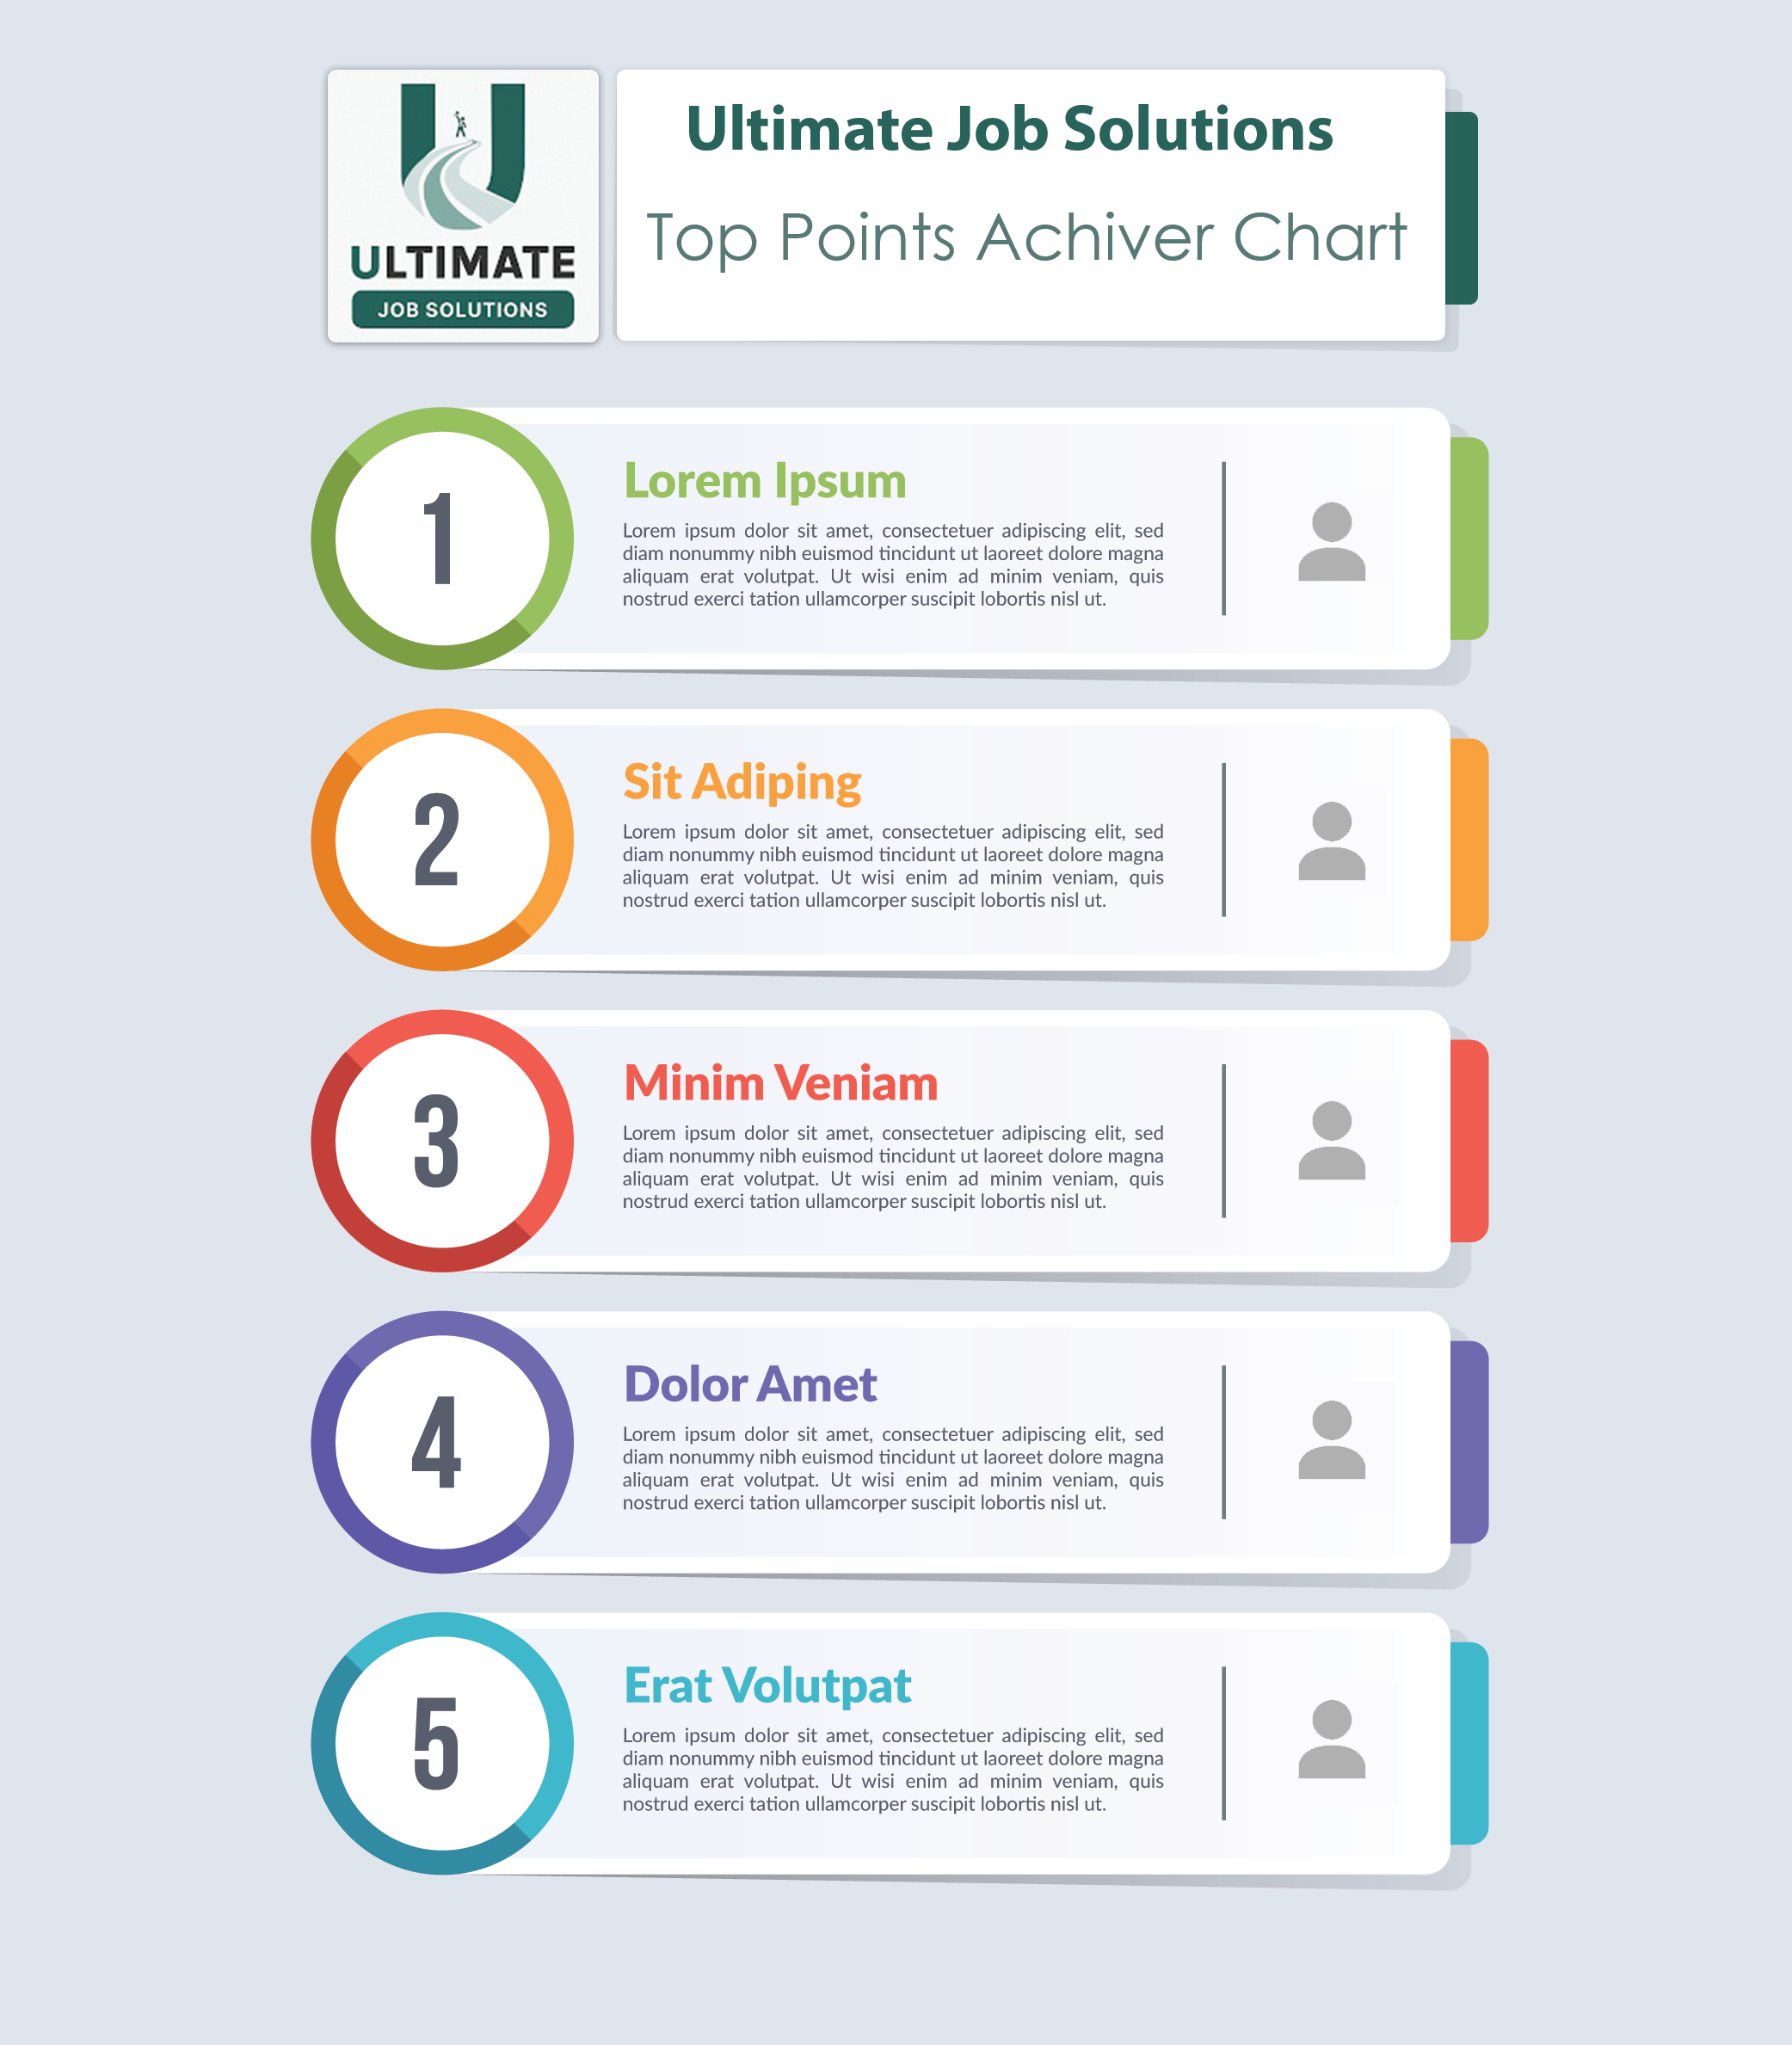 ULTIMATE
JOB SOLUTIONS
Ultimate Job Solutions
Top Points Achiver Chart
1
Lorem Ipsum
Lorem ipsum dolor sit amet, consectetuer adipiscing elit, sed
diam nonummy nibh euismod tincidunt ut laoreet dolore magna
aliquam erat volutpat. Ut wisi enim ad minim veniam, quis
nostrud exerci tation ullamcorper suscipit lobortis nisl ut.
2
Sit Adiping
Lorem ipsum dolor sit amet, consectetuer adipiscing elit, sed
diam nonummy nibh euismod tincidunt ut laoreet dolore magna
aliquam erat volutpat. Ut wisi enim ad minim veniam, quis
nostrud exerci tation ullamcorper suscipit lobortis nisl ut.
3
Minim Veniam
Lorem ipsum dolor sit amet, consectetuer adipiscing elit, sed
diam nonummy nibh euismod tincidunt ut laoreet dolore magna
aliquam erat volutpat. Ut wisi enim ad minim veniam, quis
nostrud exerci tation ullamcorper suscipit lobortis nisl ut.
4
Dolor Amet
Lorem ipsum dolor sit amet, consectetuer adipiscing elit, sed
diam nonummy nibh euismod tincidunt ut laoreet dolore magna
aliquam erat volutpat. Ut wisi enim ad minim veniam, quis
nostrud exerci tation ullamcorper suscipit lobortis nisl ut.
5
Erat Volutpat
Lorem ipsum dolor sit amet, consectetuer adipiscing elit, sed
diam nonummy nibh euismod tincidunt ut laoreet dolore magna
aliquam erat volutpat. Ut wisi enim ad minim veniam, quis
nostrud exerci tation ullamcorper suscipit lobortis nisl ut.